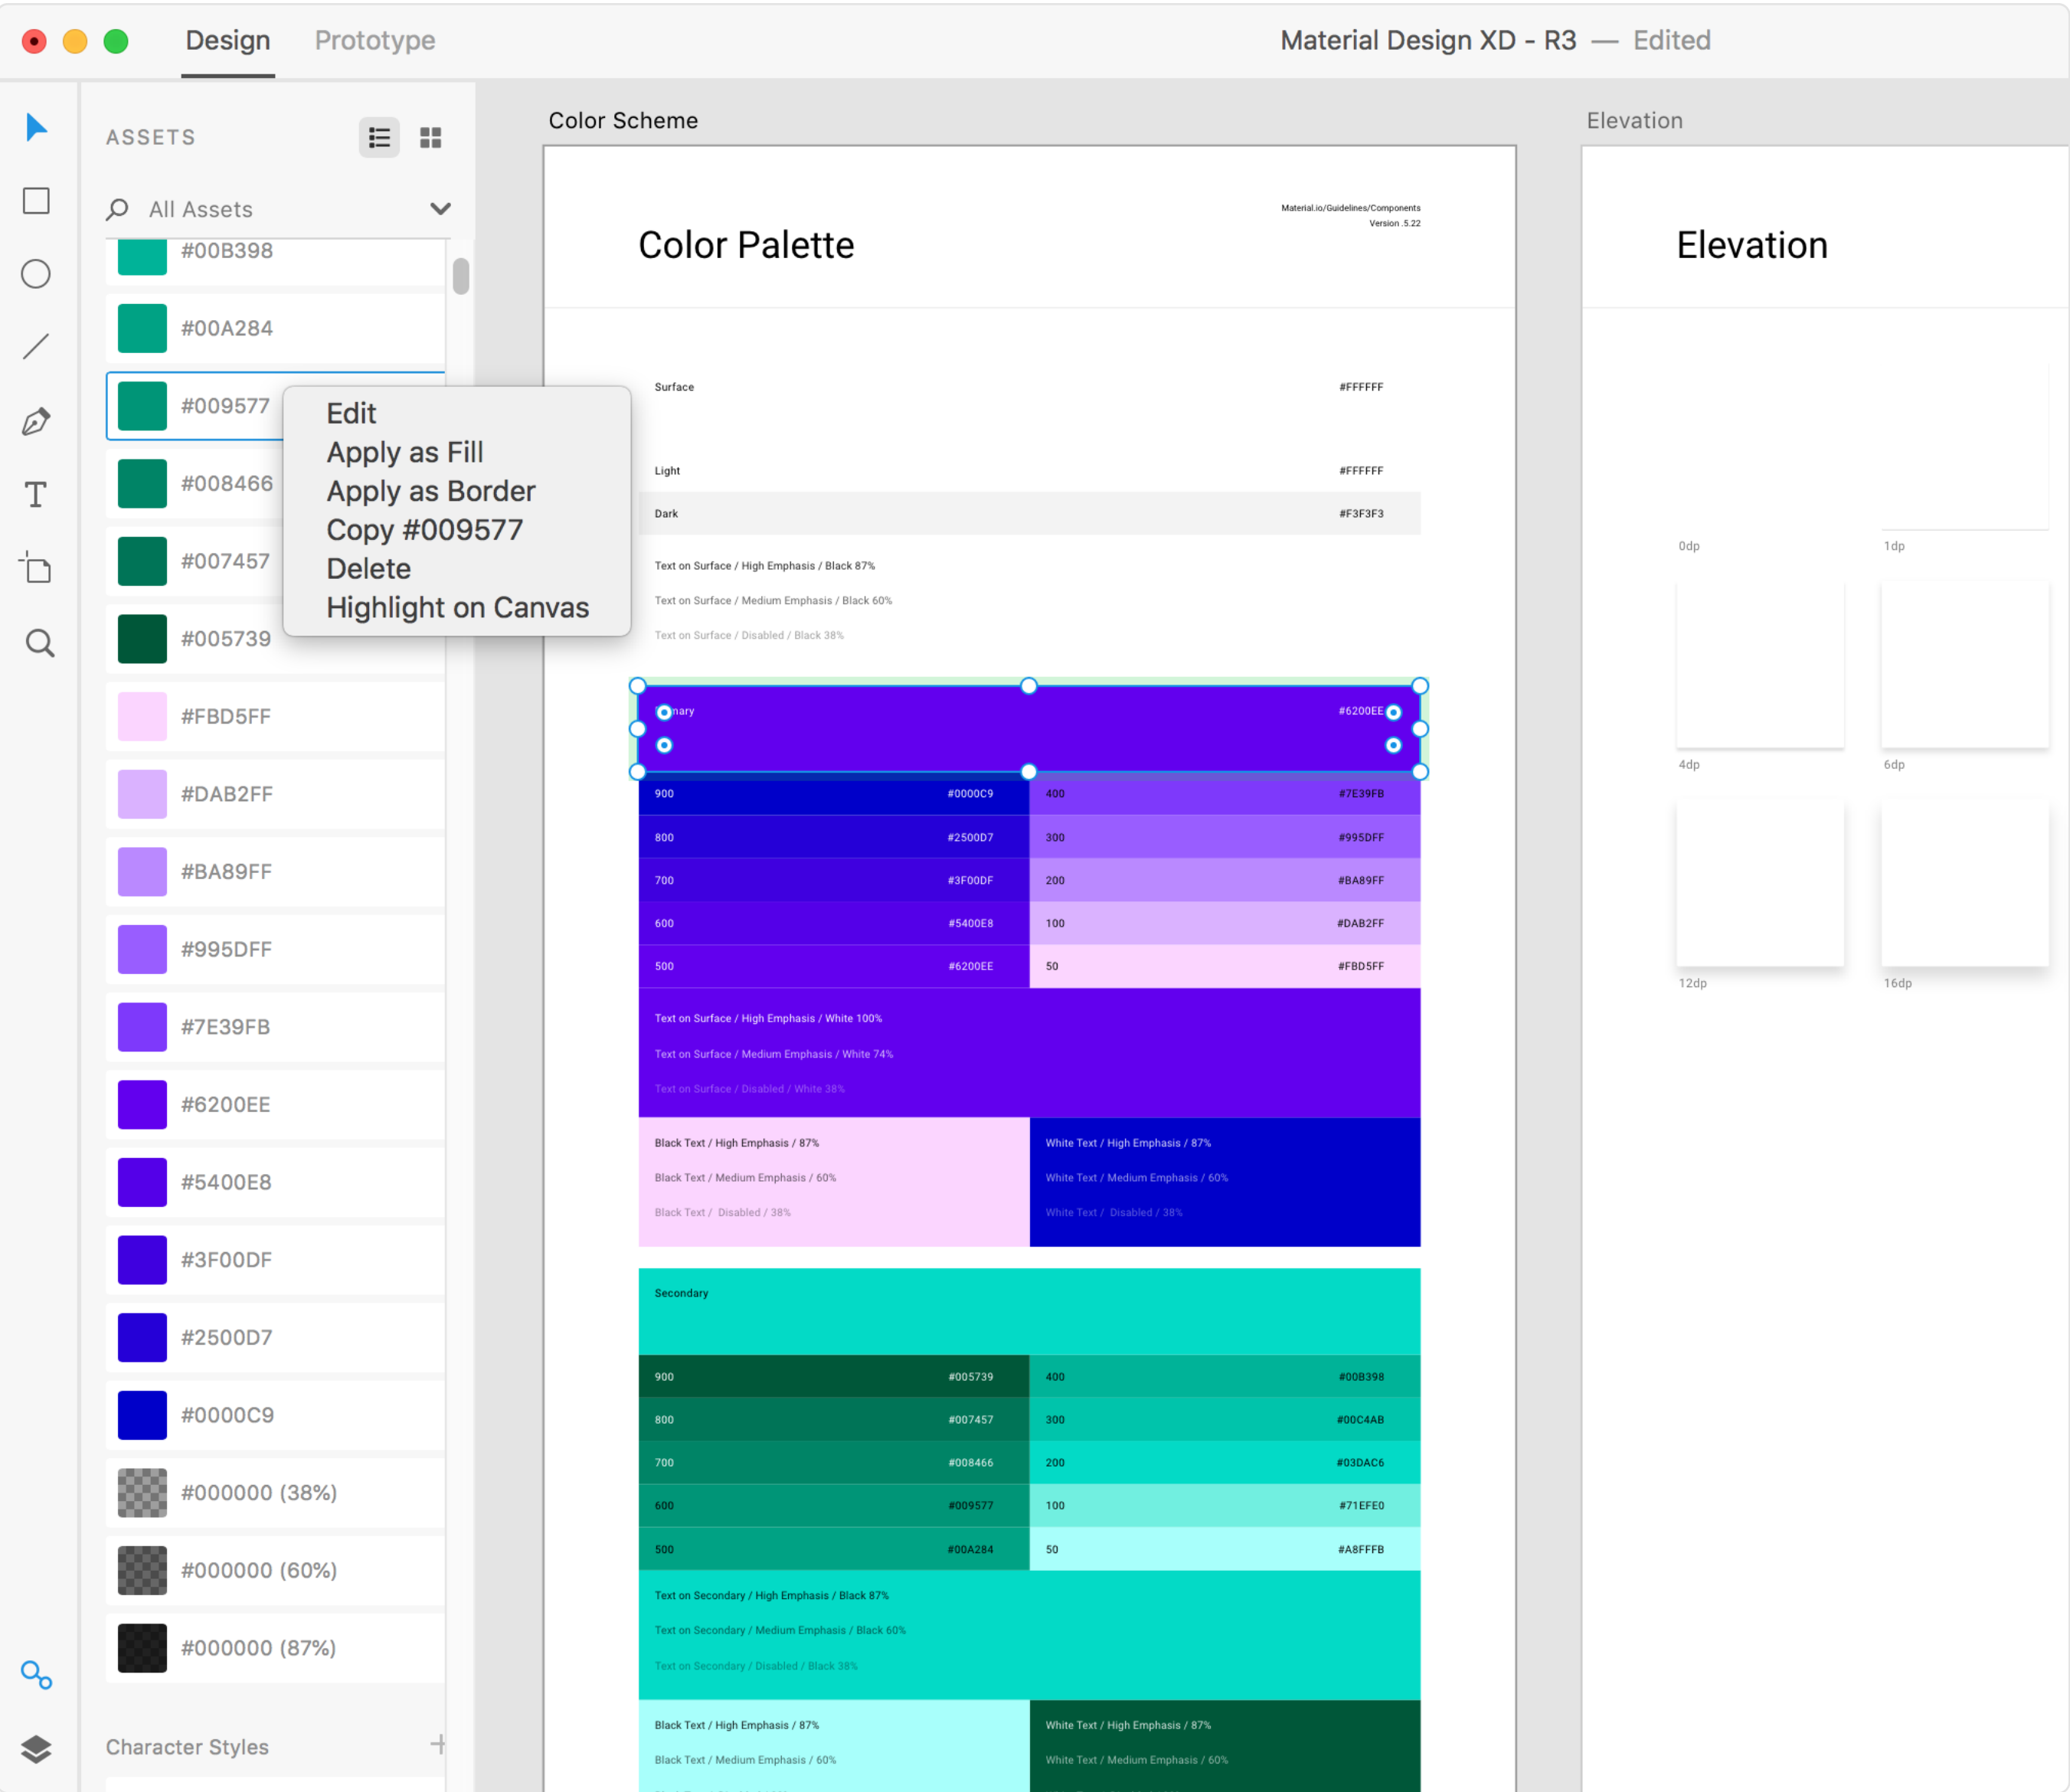 Design Prototype Material Design XD - R3 — Edited
ASSETS
All Assets
#00B398
#00A284
#009577
#008466
#007457
#005739
#FBD5FF
#DAB2FF
#BA89FF
#995DFF
#7E39FB
#6200EE
#5400E8
#3F00DF
#2500D7
#0000C9
#000000 (38%)
#000000 (60%)
#000000 (87%)
Character Styles
Edit
Apply as Fill
Apply as Border
Copy #009577
Delete
Highlight on Canvas
Color Scheme
Material.io/Guidelines/Components
Version .5.22
Color Palette
Surface #FFFFFF
Light #FFFFFF
Dark #F3F3F3
Text on Surface / High Emphasis / Black 87%
Text on Surface / Medium Emphasis / Black 60%
Text on Surface / Disabled / Black 38%
#6200EE
900 #0000C9 400 #7E39FB
800 #2500D7 300 #995DFF
700 #3F00DF 200 #BA89FF
600 #5400E8 100 #DAB2FF
500 #6200EE 50 #FBD5FF
Text on Surface / High Emphasis / White 100%
Text on Surface / Medium Emphasis / White 74%
Text on Surface / Disabled / White 38%
Black Text / High Emphasis / 87%
Black Text / Medium Emphasis / 60%
Black Text / Disabled / 38%
White Text / High Emphasis / 87%
White Text / Medium Emphasis / 60%
White Text / Disabled / 38%
Secondary
900 #005739 400 #00B398
800 #007457 300 #00C4AB
700 #008466 200 #03DAC6
600 #009577 100 #71EFE0
500 #00A284 50 #A8FFFB
Text on Secondary / High Emphasis / Black 87%
Text on Secondary / Medium Emphasis / Black 60%
Text on Secondary / Disabled / Black 38%
Black Text / High Emphasis / 87%
Black Text / Medium Emphasis / 60%
White Text / High Emphasis / 87%
White Text / Medium Emphasis / 60%
Elevation
Elevation
0dp 1dp
4dp 6dp
12dp 16dp